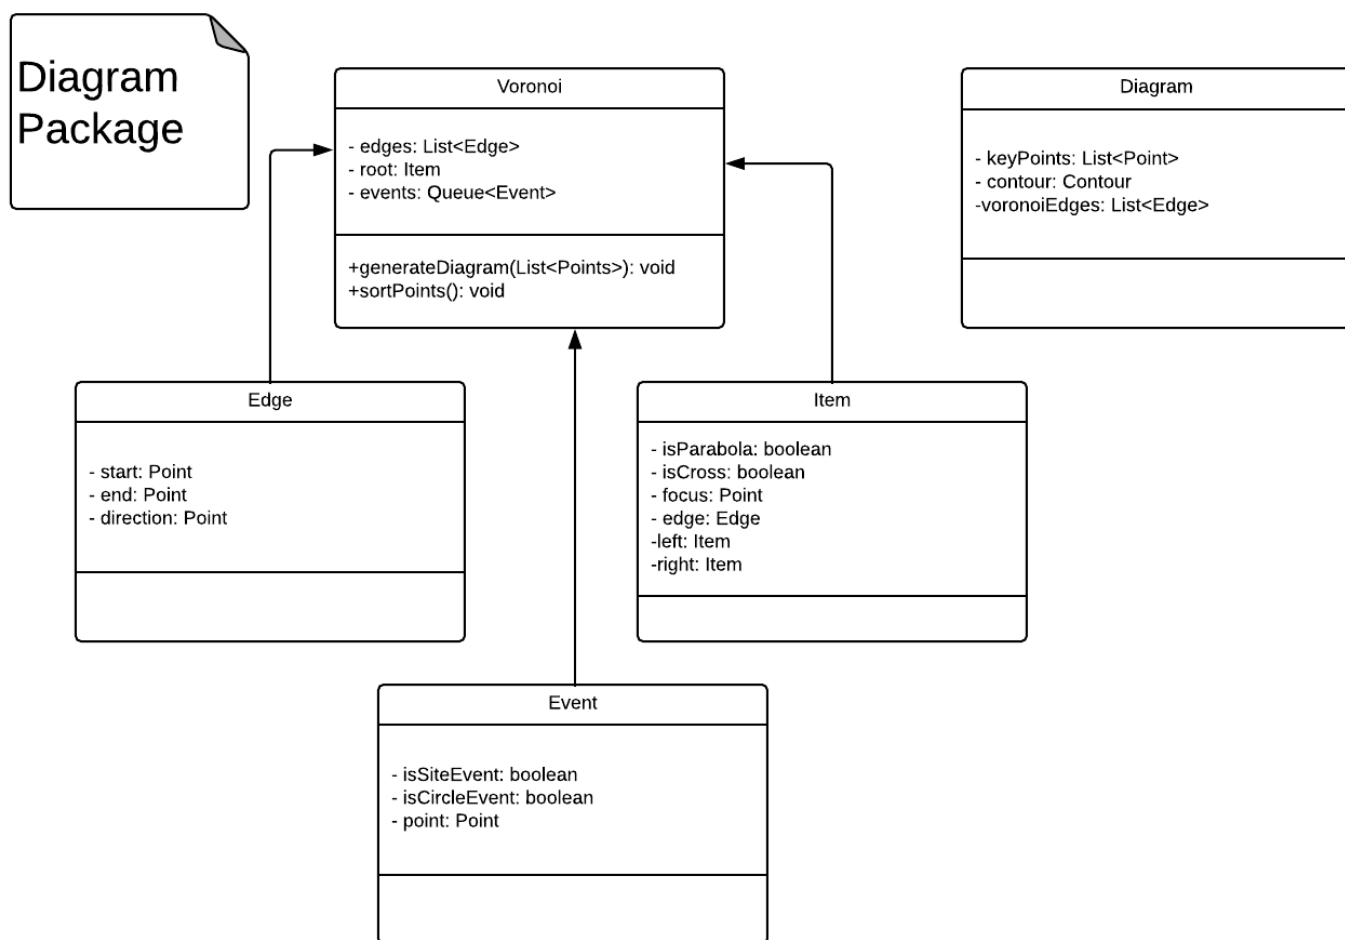 Diagram
Package
Voronoi
- edges: List<Edge>
- root: Item
- events: Queue<Event>
+generateDiagram(List<Points>): void
+sortPoints(): void
Diagram
- keyPoints: List<Point>
- contour: Contour
-voronoiEdges: List<Edge>
Edge
- start: Point
- end: Point
- direction: Point
Item
- isParabola: boolean
- isCross: boolean
- focus: Point
- edge: Edge
-left: Item
-right: Item
Event
- isSiteEvent: boolean
- isCircleEvent: boolean
- point: Point